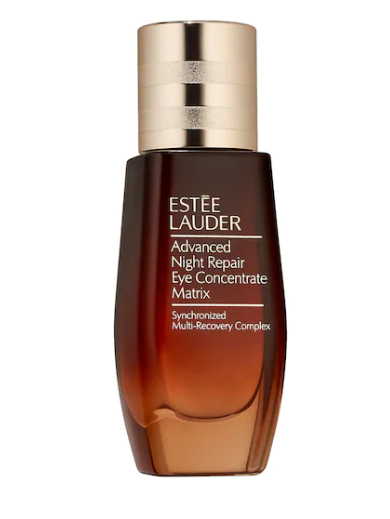 ESTĒE
LAUDER
Advanced
Night Repair
Eye Concentrate
Matrix
Synchronized
Multi-Recovery Complex